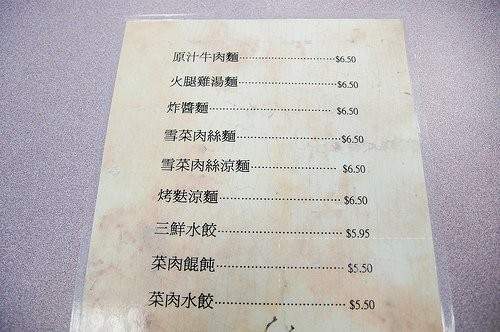 原汁牛肉麵 $6.50
火腿雞湯麵 $6.50
炸醬麵 $6.50
雪菜肉絲麵 $6.50
雪菜肉絲涼麵 $6.50
烤麩涼麵 $6.50
三鮮水餃 $5.95
菜肉餛飩 $5.50
菜肉水餃 $5.50